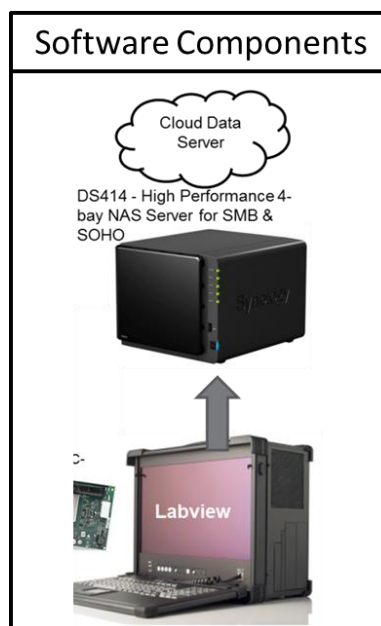 Software Components
Cloud Data
Server
DS414 - High Performance 4-
bay NAS Server for SMB &
SOHO
Synology
C-
Labview